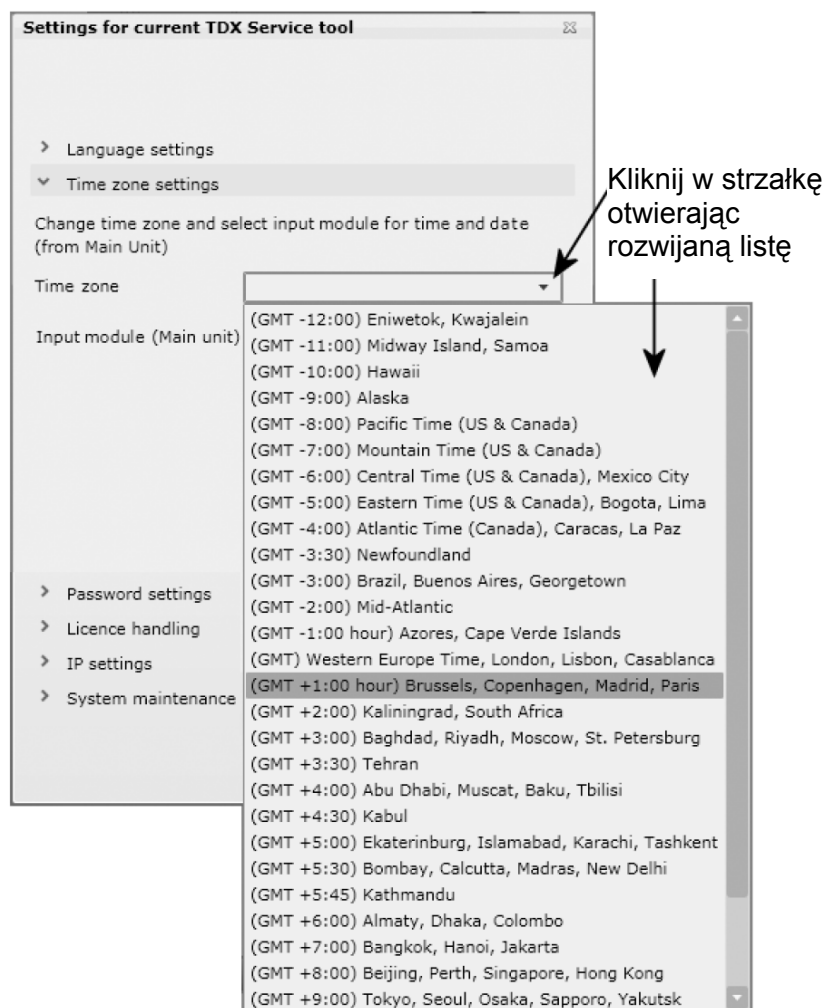 Settings for current TDX Service tool
Language settings
Time zone settings
Kliknij w strzałkę
otwierając
rozwijaną listę
Change time zone and select input module for time and date
(from Main Unit)
Time zone
Input module (Main unit)
(GMT -12:00) Eniwetok, Kwajalein
(GMT -11:00) Midway Island, Samoa
(GMT -10:00) Hawaii
(GMT -9:00) Alaska
(GMT -8:00) Pacific Time (US & Canada)
(GMT -7:00) Mountain Time (US & Canada)
(GMT -6:00) Central Time (US & Canada), Mexico City
(GMT -5:00) Eastern Time (US & Canada), Bogota, Lima
(GMT -4:00) Atlantic Time (Canada), Caracas, La Paz
(GMT -3:30) Newfoundland
(GMT -3:00) Brazil, Buenos Aires, Georgetown
(GMT -2:00) Mid-Atlantic
(GMT -1:00 hour) Azores, Cape Verde Islands
(GMT) Western Europe Time, London, Lisbon, Casablanca
(GMT +1:00 hour) Brussels, Copenhagen, Madrid, Paris
(GMT +2:00) Kaliningrad, South Africa
(GMT +3:00) Baghdad, Riyadh, Moscow, St. Petersburg
(GMT +3:30) Tehran
(GMT +4:00) Abu Dhabi, Muscat, Baku, Tbilisi
(GMT +4:30) Kabul
(GMT +5:00) Ekaterinburg, Islamabad, Karachi, Tashkent
(GMT +5:30) Bombay, Calcutta, Madras, New Delhi
(GMT +5:45) Kathmandu
(GMT +6:00) Almaty, Dhaka, Colombo
(GMT +7:00) Bangkok, Hanoi, Jakarta
(GMT +8:00) Beijing, Perth, Singapore, Hong Kong
(GMT +9:00) Tokyo, Seoul, Osaka, Sapporo, Yakutsk
Password settings
Licence handling
IP settings
System maintenance